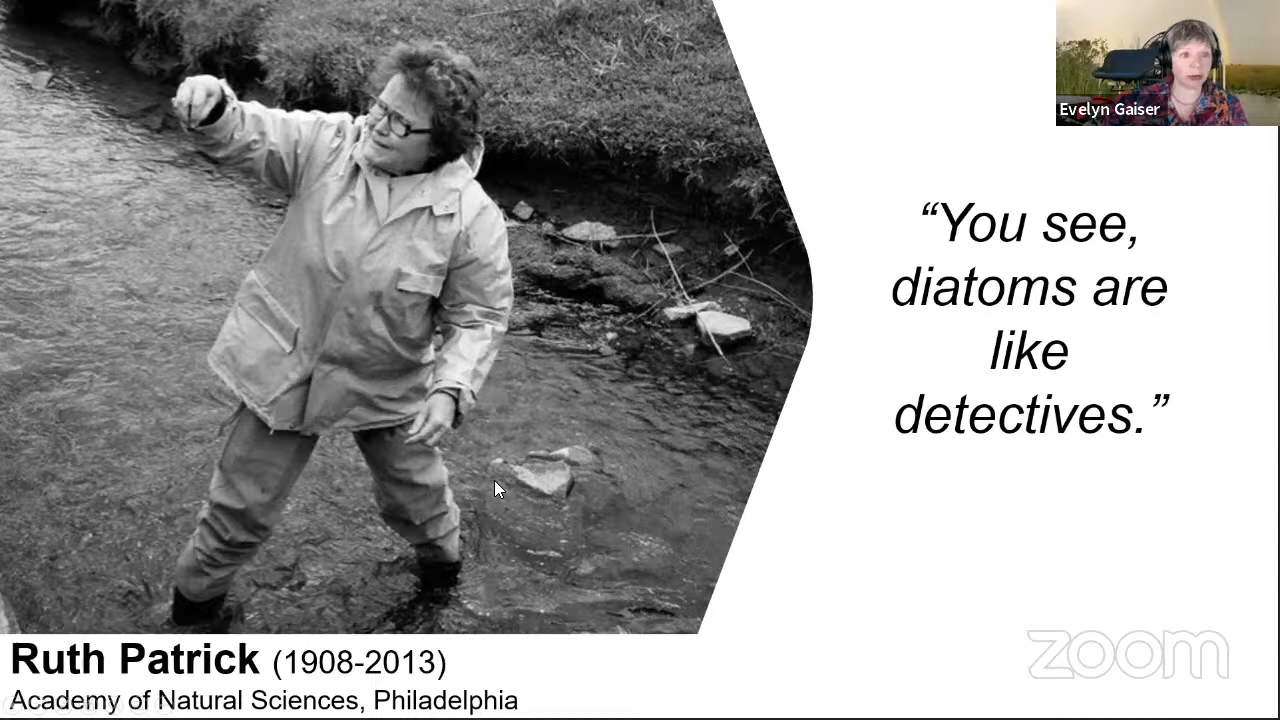 Evelyn Gaiser
“You see,
diatoms are
like
detectives.”
zoom
Ruth Patrick (1908-2013)
Academy of Natural Sciences, Philadelphia